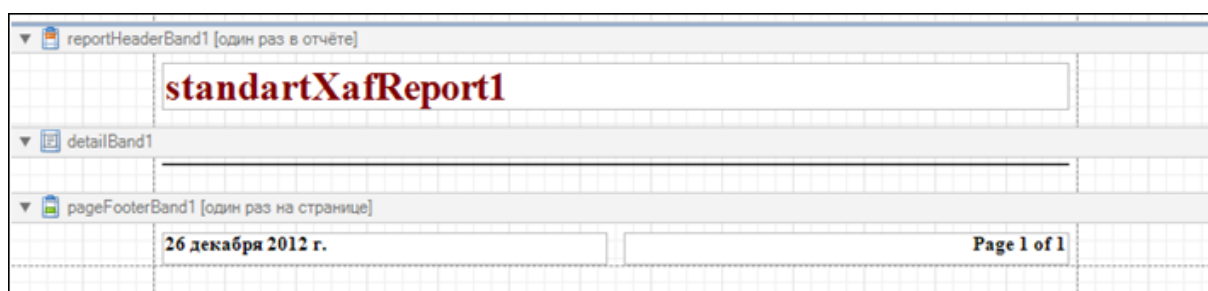 reportHeaderBand1 [один раз в отчёте]
standartXafReport1
detailBand1
pageFooterBand1 [один раз на странице]
26 декабря 2012 г. Page 1 of 1